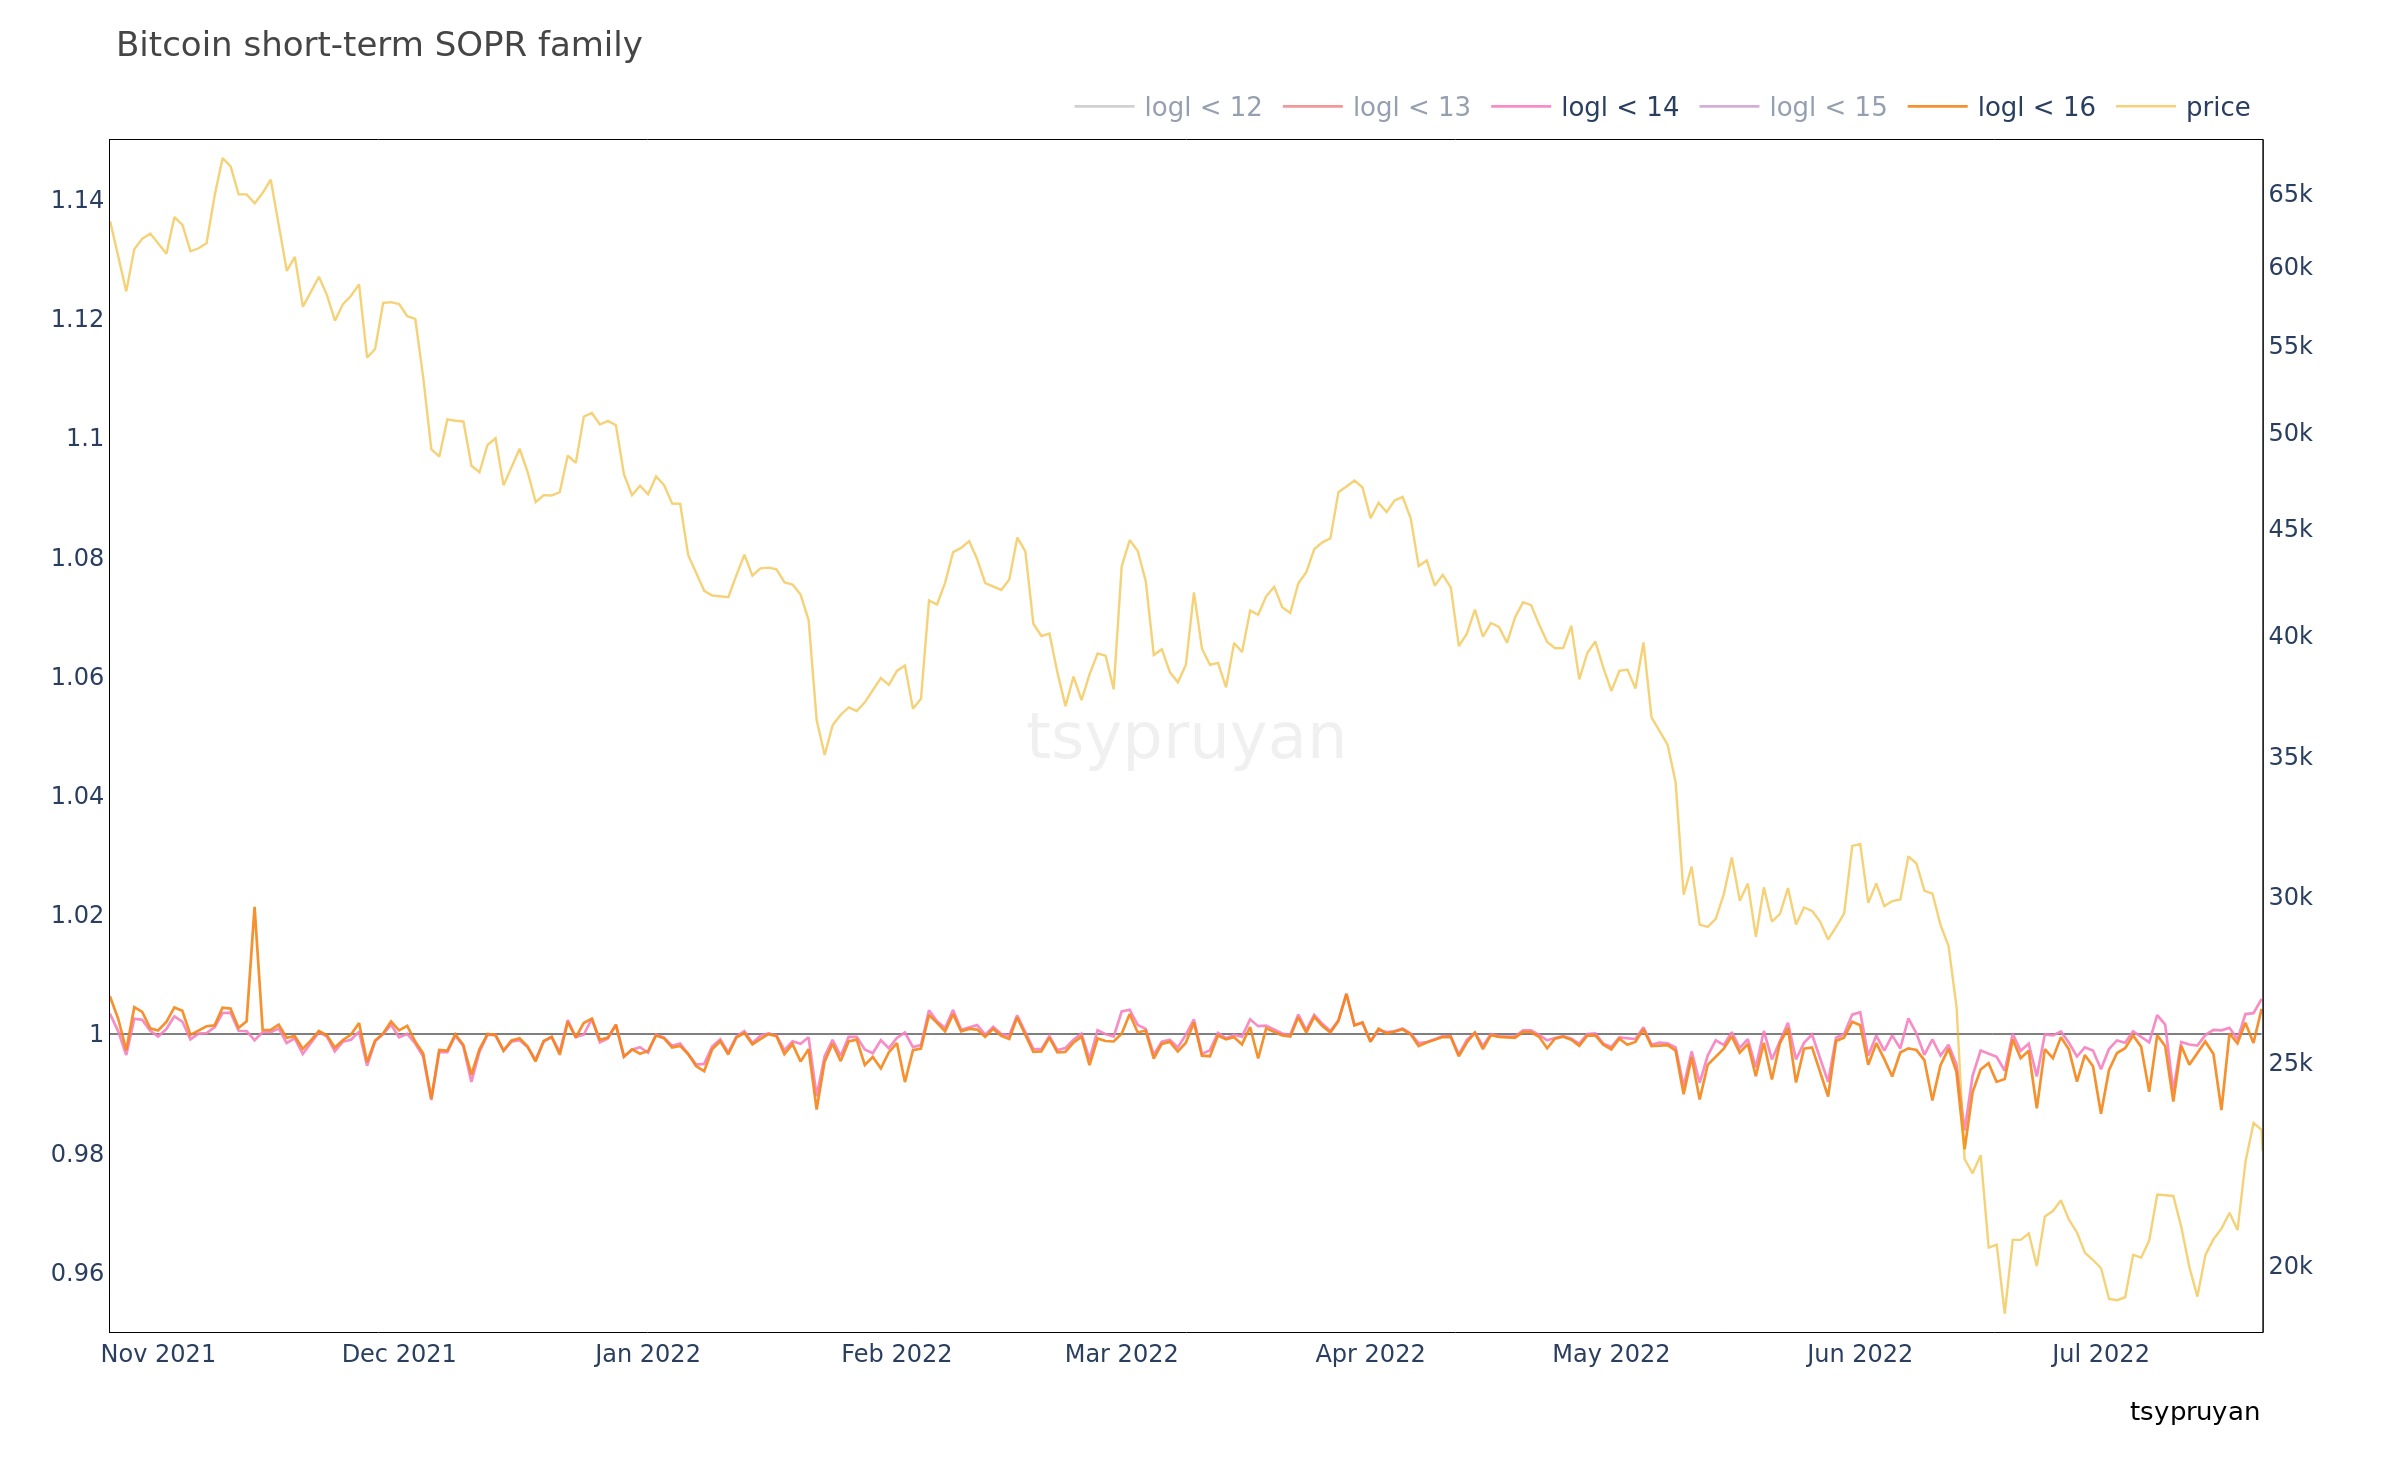 Bitcoin short-term SOPR family
logl < 12 logl < 13 logl < 14 logl < 15 logl < 16 price
1.14 65k
60k
1.12
55k
1.1 50k
1.08 45k
1.06 40k
tsypruyan
1.04 35k
1.02 30k
1 25k
0.98
0.96 20k
Nov 2021 Dec 2021 Jan 2022 Feb 2022 Mar 2022 Apr 2022 May 2022 Jun 2022 Jul 2022
tsypruyan